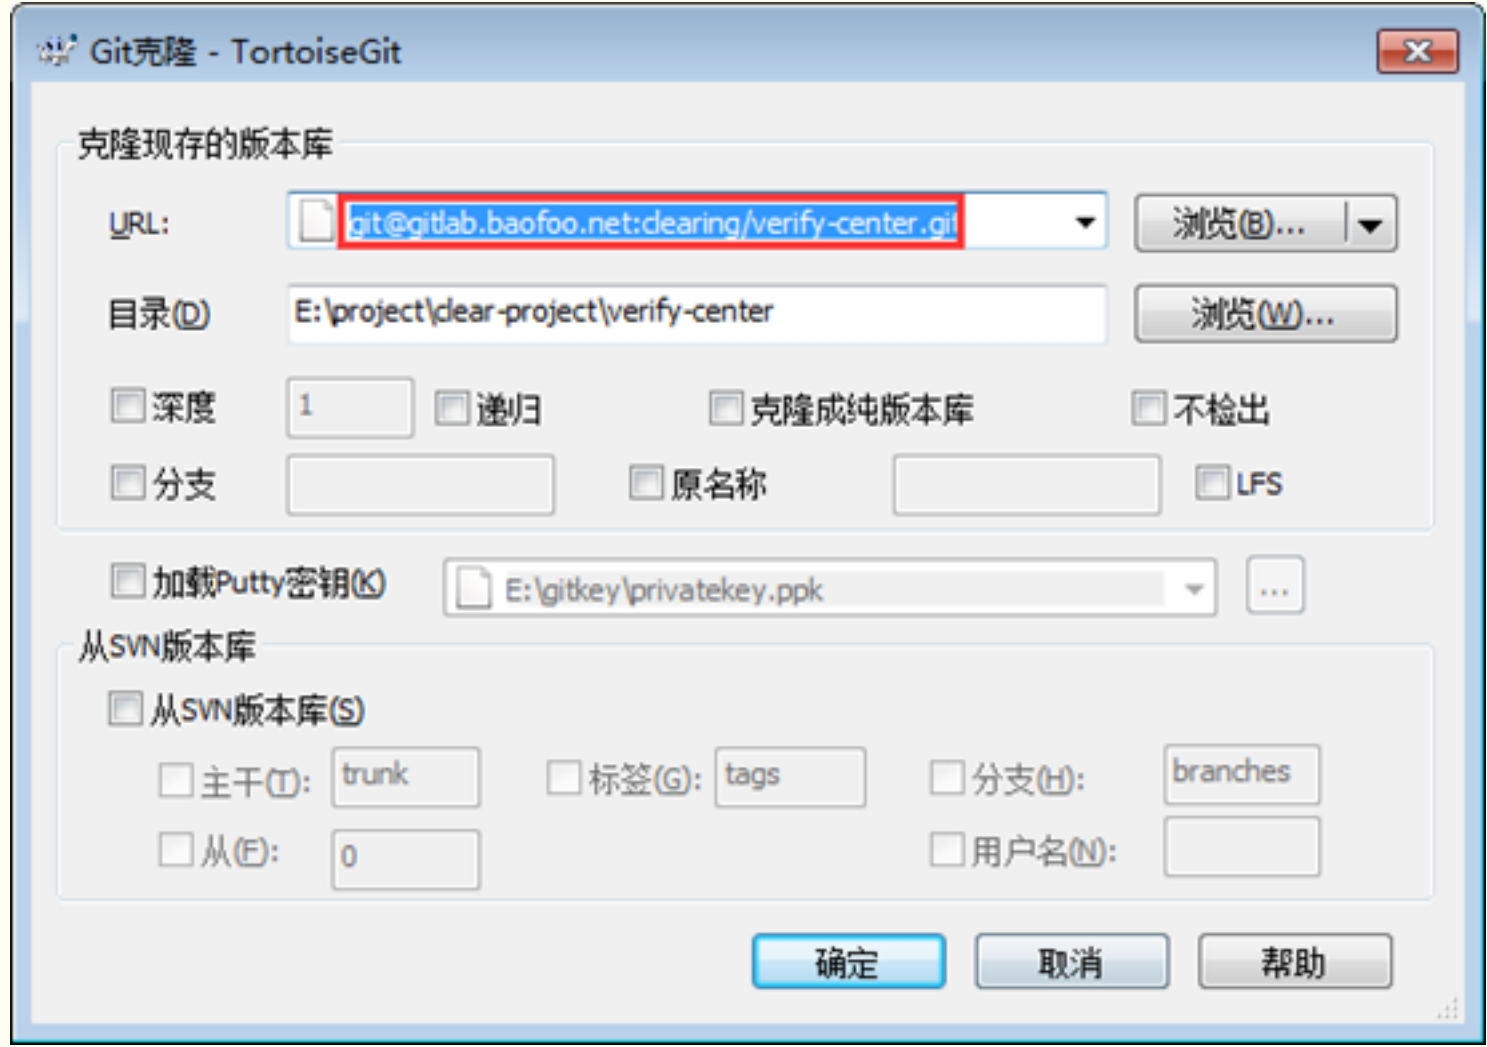 Git克隆 - TortoiseGit
克隆现存的版本库
URL: git@gitlab.baofoo.net:clearing/verify-center.git 浏览(B)...
目录(D) E:\project\clear-project\verify-center 浏览(W)...
深度 1 递归 克隆成纯版本库 不检出
分支 原名称 LFS
加载Putty密钥(K) E:\gitkey\privatekey.ppk ...
从SVN版本库
从SVN版本库(S)
主干(T): trunk 标签(G): tags 分支(H): branches
从(F): 0 用户名(N):
确定 取消 帮助